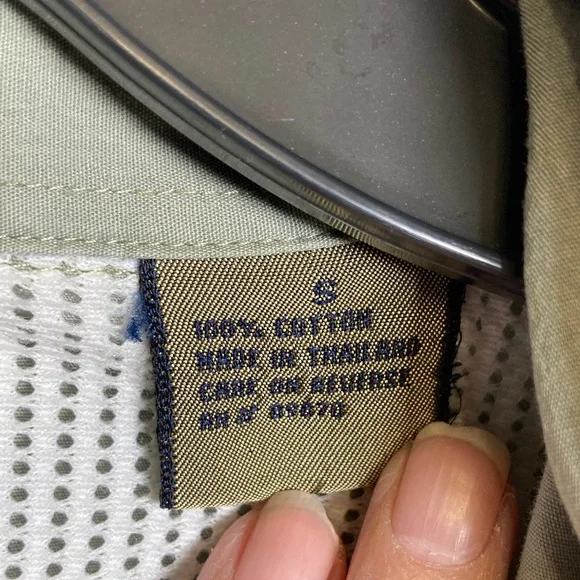 S
100% COTTON
MADE IN THAILAND
CARE ON REVERSE
RN